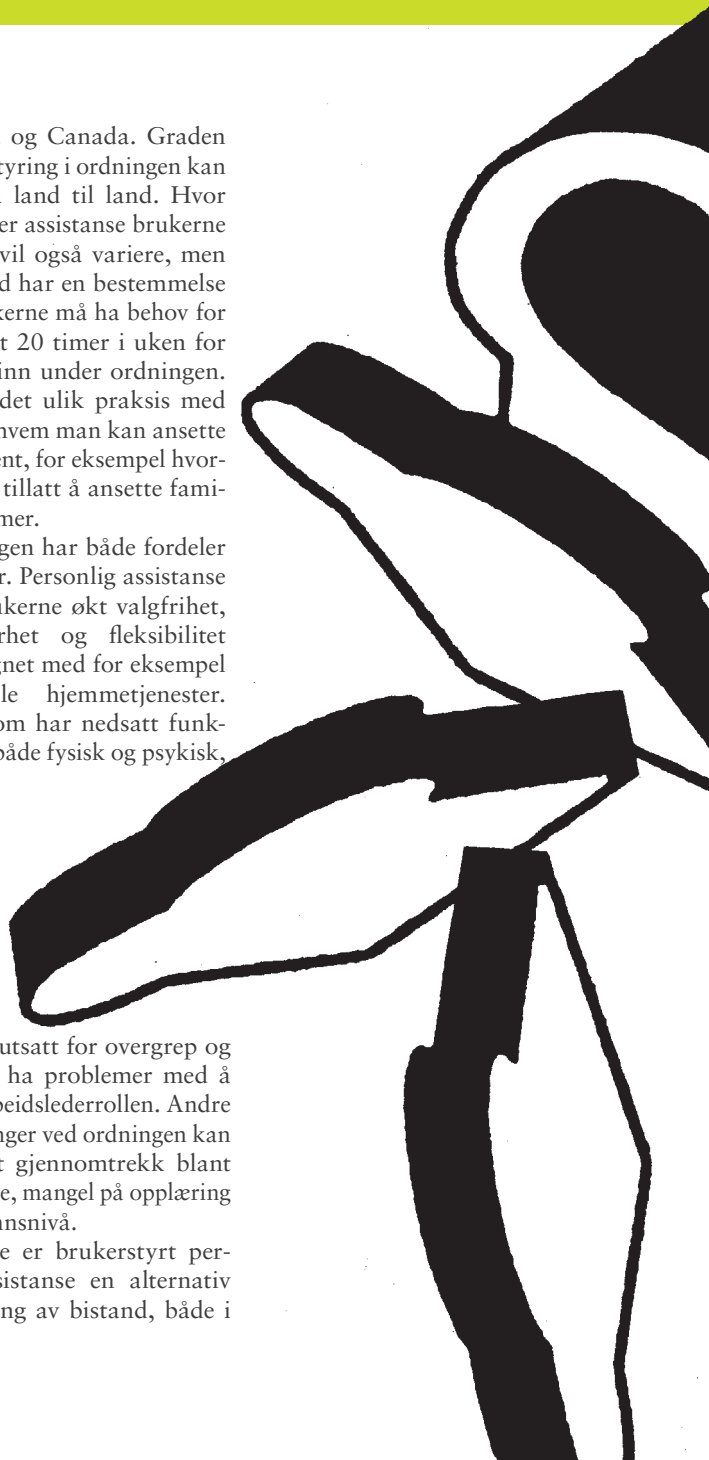 og Canada. Graden
tyring i ordningen kan
land til land. Hvor
er assistanse brukerne
vil også variere, men
d har en bestemmelse
kerne må ha behov for
t 20 timer i uken for
inn under ordningen.
det ulik praksis med
hvem man kan ansette
ent, for eksempel hvor-
tillatt å ansette fami-
mer.
gen har både fordeler
r. Personlig assistanse
kerne økt valgfrihet,
rhet og fleksibilitet
gnet med for eksempel
le hjemmetjenester.
om har nedsatt funk-
både fysisk og psykisk,
utsatt for overgrep og
ha problemer med å
beidslederrollen. Andre
nger ved ordningen kan
t gjennomtrekk blant
e, mangel på opplæring
nnsnivå.
e er brukerstyrt per-
sistanse en alternativ
ng av bistand, både i